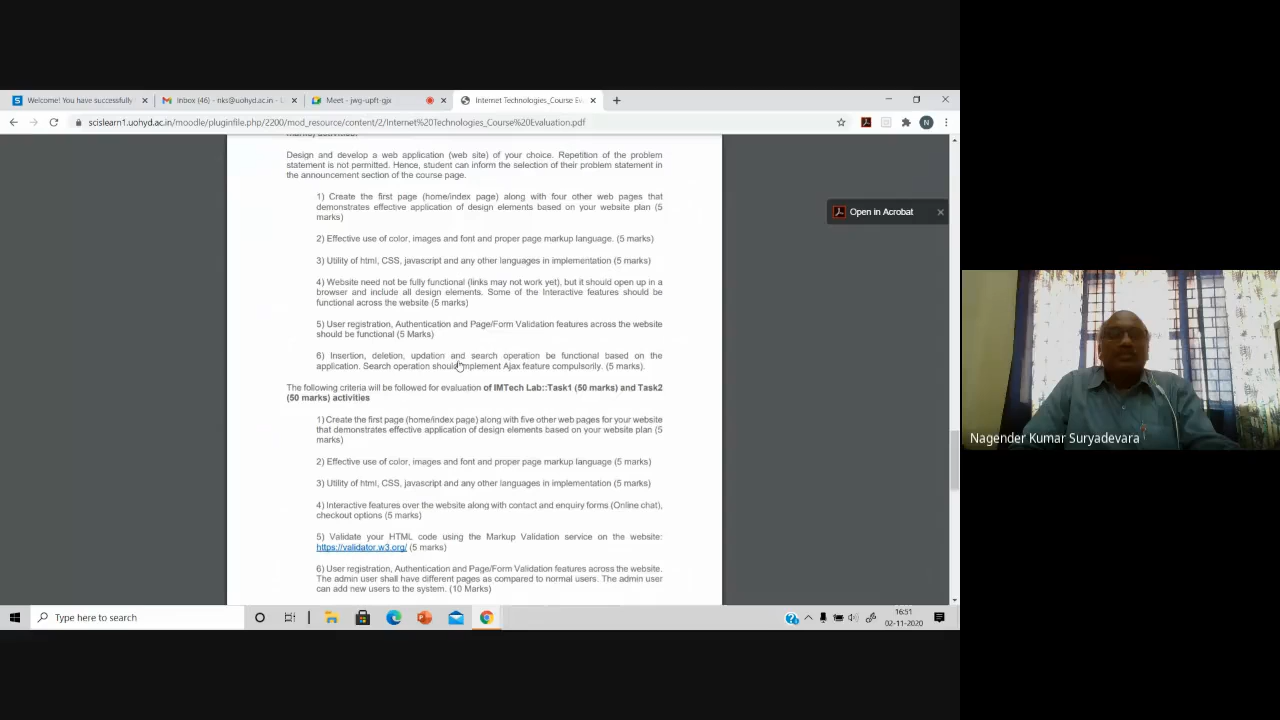 Welcome! You have successfully
Inbox (46) - nks@uohyd.ac.in -
Meet - jwg-upft-gjx
Internet Technologies_Course Ev
scislearn1.uohyd.ac.in/moodle/pluginfile.php/2200/mod_resource/content/2/Internet%20Technologies_Course%20Evaluation.pdf
N
Design and develop a web application (web site) of your choice. Repetition of the problem
statement is not permitted. Hence, student can inform the selection of their problem statement in
the announcement section of the course page.
1) Create the first page (home/index page) along with four other web pages that
demonstrates effective application of design elements based on your website plan (5
marks)
2) Effective use of color, images and font and proper page markup language. (5 marks)
3) Utility of html, CSS, javascript and any other languages in implementation (5 marks)
4) Website need not be fully functional (links may not work yet), but it should open up in a
browser and include all design elements. Some of the Interactive features should be
functional across the website (5 marks)
5) User registration, Authentication and Page/Form Validation features across the website
should be functional (5 Marks)
6) Insertion, deletion, updation and search operation be functional based on the
application. Search operation should implement Ajax feature compulsorily. (5 marks).
The following criteria will be followed for evaluation of IMTech Lab::Task1 (50 marks) and Task2
(50 marks) activities
1) Create the first page (home/index page) along with five other web pages for your website
that demonstrates effective application of design elements based on your website plan (5
marks)
2) Effective use of color, images and font and proper page markup language (5 marks)
3) Utility of html, CSS, javascript and any other languages in implementation (5 marks)
4) Interactive features over the website along with contact and enquiry forms (Online chat),
checkout options (5 marks)
5) Validate your HTML code using the Markup Validation service on the website:
https://validator.w3.org/ (5 marks)
6) User registration, Authentication and Page/Form Validation features across the website.
The admin user shall have different pages as compared to normal users. The admin user
can add new users to the system. (10 Marks)
Open in Acrobat
Nagender Kumar Suryadevara
Type here to search
16:51
02-11-2020